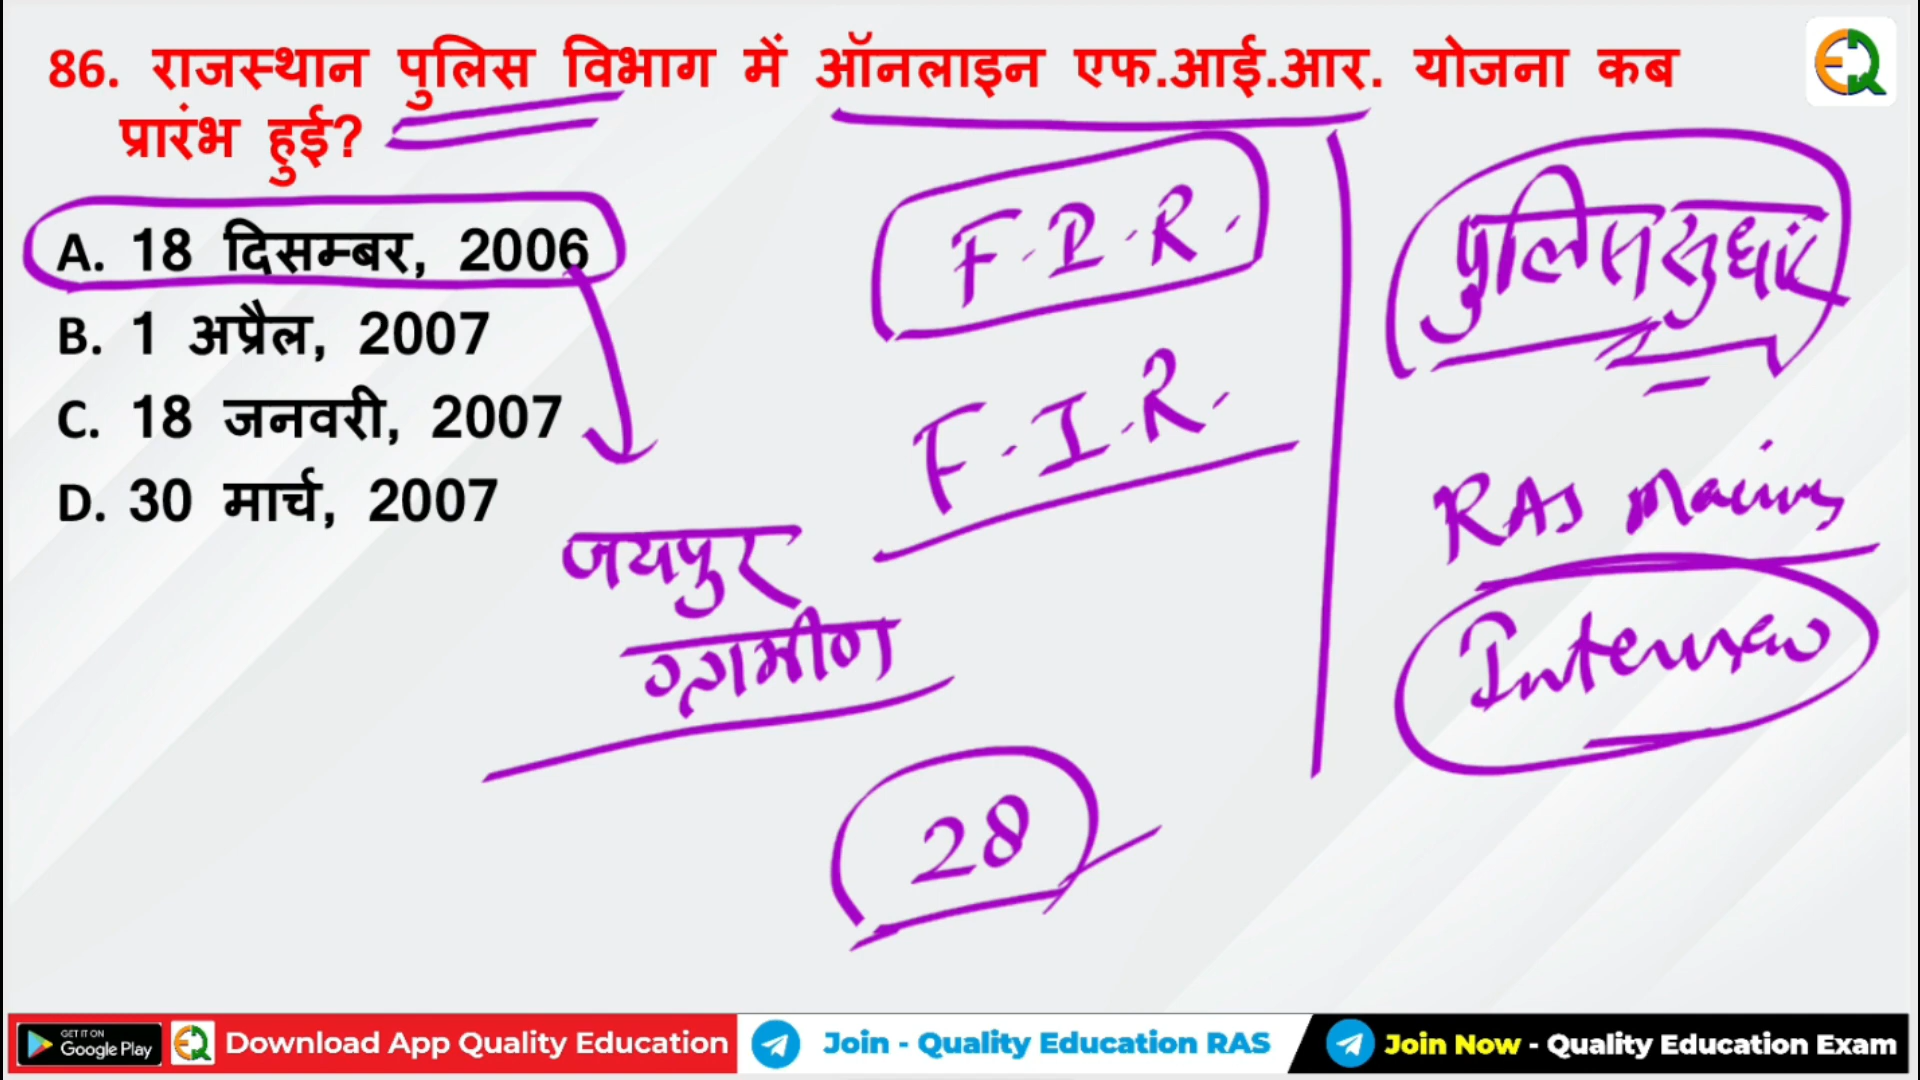 86. राजस्थान पुलिस विभाग में ऑनलाइन एफ.आई.आर. योजना कब
प्रारंभ हुई?
A. 18 दिसम्बर, 2006
B. 1 अप्रैल, 2007
C. 18 जनवरी, 2007
D. 30 मार्च, 2007
F.I.R.
F.I.R.
जयपुर
ग्रामीण
28
पुलिस सुधार
RAS Mains
Interview
GET IT ON
Google Play
Download App Quality Education
Join - Quality Education RAS
Join Now - Quality Education Exam